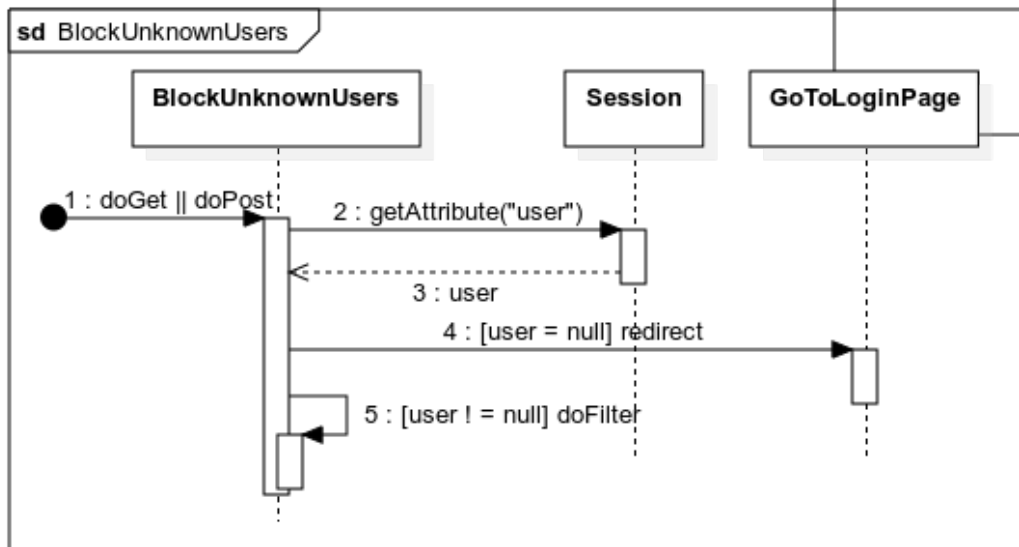 sd BlockUnknownUsers
BlockUnknownUsers
Session
GoToLoginPage
1 : doGet || doPost
2 : getAttribute("user")
3 : user
4 : [user = null] redirect
5 : [user ! = null] doFilter